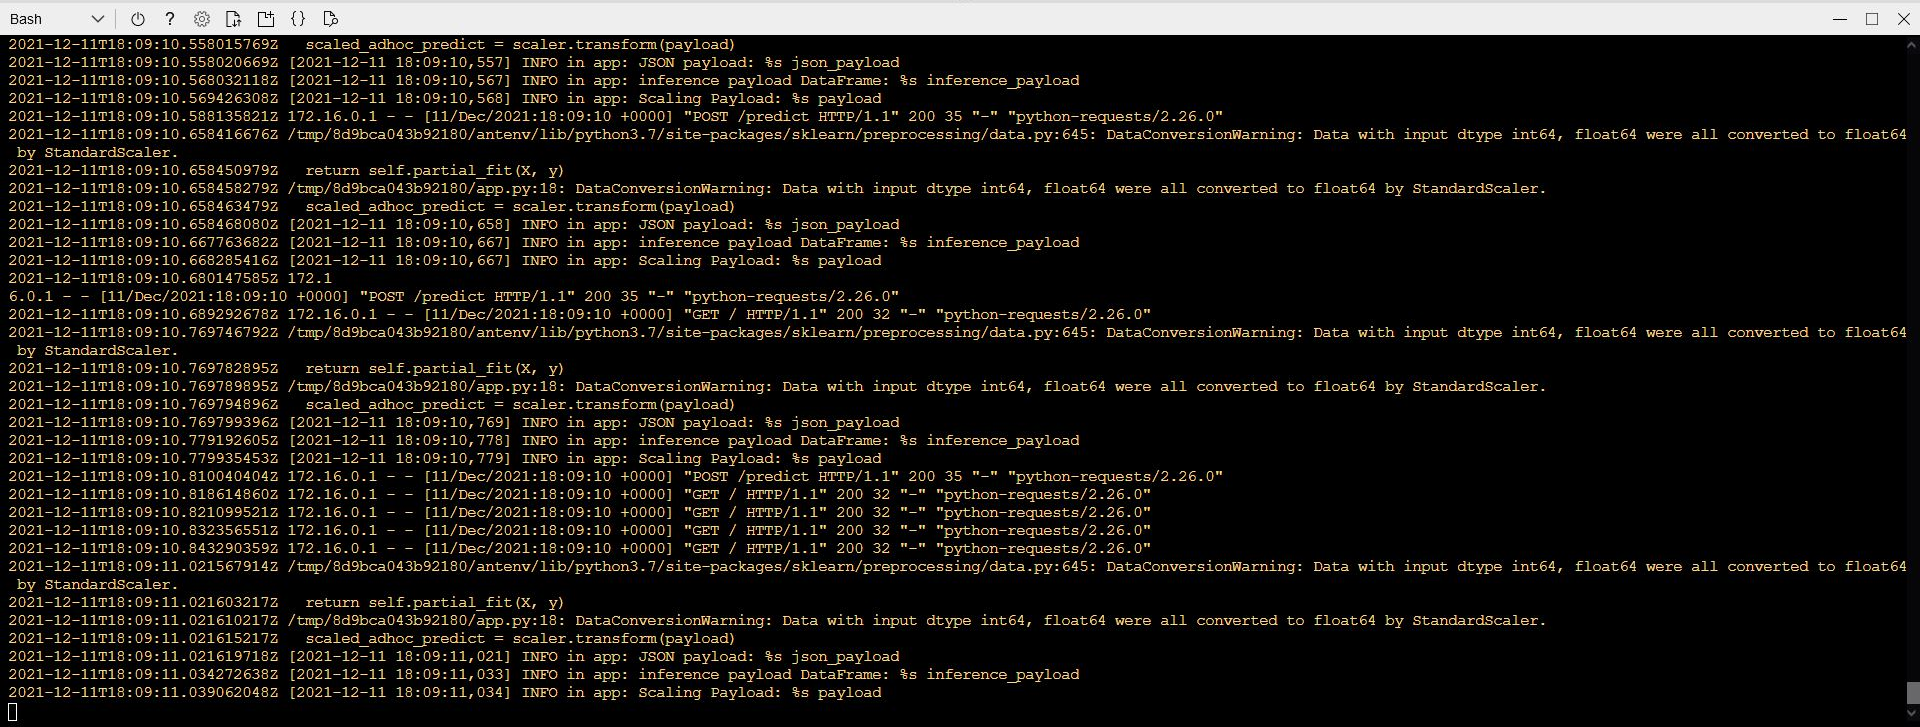 Bash
2021-12-11T18:09:10.558015769Z   scaled_adhoc_predict = scaler.transform(payload)
2021-12-11T18:09:10.558020669Z [2021-12-11 18:09:10,557] INFO in app: JSON payload: %s json_payload
2021-12-11T18:09:10.568032118Z [2021-12-11 18:09:10,567] INFO in app: inference payload DataFrame: %s inference_payload
2021-12-11T18:09:10.569426308Z [2021-12-11 18:09:10,568] INFO in app: Scaling Payload: %s payload
2021-12-11T18:09:10.588135821Z 172.16.0.1 - - [11/Dec/2021:18:09:10 +0000] "POST /predict HTTP/1.1" 200 35 "-" "python-requests/2.26.0"
2021-12-11T18:09:10.658416676Z /tmp/8d9bca043b92180/antenv/lib/python3.7/site-packages/sklearn/preprocessing/data.py:645: DataConversionWarning: Data with input dtype int64, float64 were all converted to float64
 by StandardScaler.
2021-12-11T18:09:10.658450979Z   return self.partial_fit(X, y)
2021-12-11T18:09:10.658458279Z /tmp/8d9bca043b92180/app.py:18: DataConversionWarning: Data with input dtype int64, float64 were all converted to float64 by StandardScaler.
2021-12-11T18:09:10.658463479Z   scaled_adhoc_predict = scaler.transform(payload)
2021-12-11T18:09:10.658468080Z [2021-12-11 18:09:10,658] INFO in app: JSON payload: %s json_payload
2021-12-11T18:09:10.667763682Z [2021-12-11 18:09:10,667] INFO in app: inference payload DataFrame: %s inference_payload
2021-12-11T18:09:10.668285416Z [2021-12-11 18:09:10,667] INFO in app: Scaling Payload: %s payload
2021-12-11T18:09:10.680147585Z 172.1
6.0.1 - - [11/Dec/2021:18:09:10 +0000] "POST /predict HTTP/1.1" 200 35 "-" "python-requests/2.26.0"
2021-12-11T18:09:10.689292678Z 172.16.0.1 - - [11/Dec/2021:18:09:10 +0000] "GET / HTTP/1.1" 200 32 "-" "python-requests/2.26.0"
2021-12-11T18:09:10.769746792Z /tmp/8d9bca043b92180/antenv/lib/python3.7/site-packages/sklearn/preprocessing/data.py:645: DataConversionWarning: Data with input dtype int64, float64 were all converted to float64
 by StandardScaler.
2021-12-11T18:09:10.769782895Z   return self.partial_fit(X, y)
2021-12-11T18:09:10.769789895Z /tmp/8d9bca043b92180/app.py:18: DataConversionWarning: Data with input dtype int64, float64 were all converted to float64 by StandardScaler.
2021-12-11T18:09:10.769794896Z   scaled_adhoc_predict = scaler.transform(payload)
2021-12-11T18:09:10.769799396Z [2021-12-11 18:09:10,769] INFO in app: JSON payload: %s json_payload
2021-12-11T18:09:10.779192605Z [2021-12-11 18:09:10,778] INFO in app: inference payload DataFrame: %s inference_payload
2021-12-11T18:09:10.779935453Z [2021-12-11 18:09:10,779] INFO in app: Scaling Payload: %s payload
2021-12-11T18:09:10.810040404Z 172.16.0.1 - - [11/Dec/2021:18:09:10 +0000] "POST /predict HTTP/1.1" 200 35 "-" "python-requests/2.26.0"
2021-12-11T18:09:10.818614860Z 172.16.0.1 - - [11/Dec/2021:18:09:10 +0000] "GET / HTTP/1.1" 200 32 "-" "python-requests/2.26.0"
2021-12-11T18:09:10.821099521Z 172.16.0.1 - - [11/Dec/2021:18:09:10 +0000] "GET / HTTP/1.1" 200 32 "-" "python-requests/2.26.0"
2021-12-11T18:09:10.832356551Z 172.16.0.1 - - [11/Dec/2021:18:09:10 +0000] "GET / HTTP/1.1" 200 32 "-" "python-requests/2.26.0"
2021-12-11T18:09:10.843290359Z 172.16.0.1 - - [11/Dec/2021:18:09:10 +0000] "GET / HTTP/1.1" 200 32 "-" "python-requests/2.26.0"
2021-12-11T18:09:11.021567914Z /tmp/8d9bca043b92180/antenv/lib/python3.7/site-packages/sklearn/preprocessing/data.py:645: DataConversionWarning: Data with input dtype int64, float64 were all converted to float64
 by StandardScaler.
2021-12-11T18:09:11.021603217Z   return self.partial_fit(X, y)
2021-12-11T18:09:11.021610217Z /tmp/8d9bca043b92180/app.py:18: DataConversionWarning: Data with input dtype int64, float64 were all converted to float64 by StandardScaler.
2021-12-11T18:09:11.021615217Z   scaled_adhoc_predict = scaler.transform(payload)
2021-12-11T18:09:11.021619718Z [2021-12-11 18:09:11,021] INFO in app: JSON payload: %s json_payload
2021-12-11T18:09:11.034272638Z [2021-12-11 18:09:11,033] INFO in app: inference payload DataFrame: %s inference_payload
2021-12-11T18:09:11.039062048Z [2021-12-11 18:09:11,034] INFO in app: Scaling Payload: %s payload